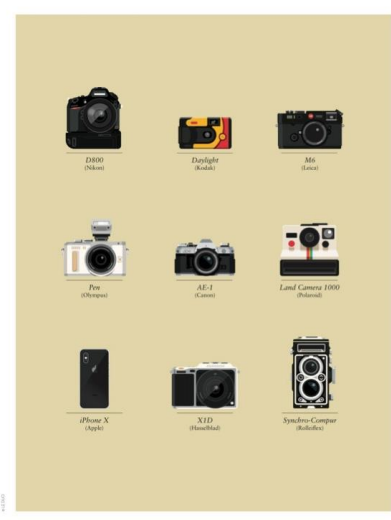 D800
(Nikon)
Daylight
(Kodak)
M6
(Leica)
Pen
(Olympus)
AE-1
(Canon)
Land Camera 1000
(Polaroid)
iPhone X
(Apple)
X1D
(Hasselblad)
Synchro-Compur
(Rolleiflex)